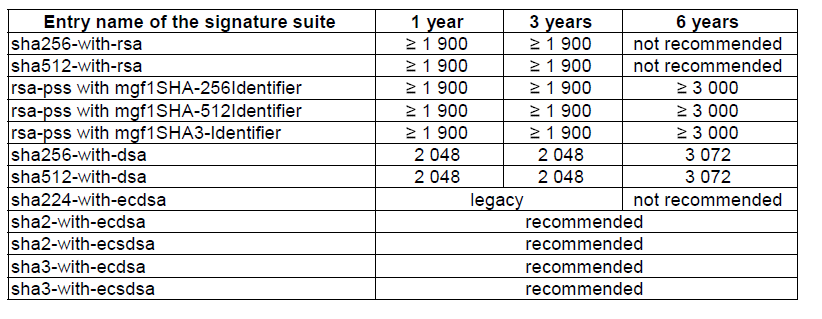 Entry name of the signature suite 1 year 3 years 6 years
sha256-with-rsa ≥ 1 900 ≥ 1 900 not recommended
sha512-with-rsa ≥ 1 900 ≥ 1 900 not recommended
rsa-pss with mgf1SHA-256Identifier ≥ 1 900 ≥ 1 900 ≥ 3 000
rsa-pss with mgf1SHA-512Identifier ≥ 1 900 ≥ 1 900 ≥ 3 000
rsa-pss with mgf1SHA3-Identifier ≥ 1 900 ≥ 1 900 ≥ 3 000
sha256-with-dsa 2 048 2 048 3 072
sha512-with-dsa 2 048 2 048 3 072
sha224-with-ecdsa legacy not recommended
sha2-with-ecdsa recommended
sha2-with-ecsdsa recommended
sha3-with-ecdsa recommended
sha3-with-ecsdsa recommended